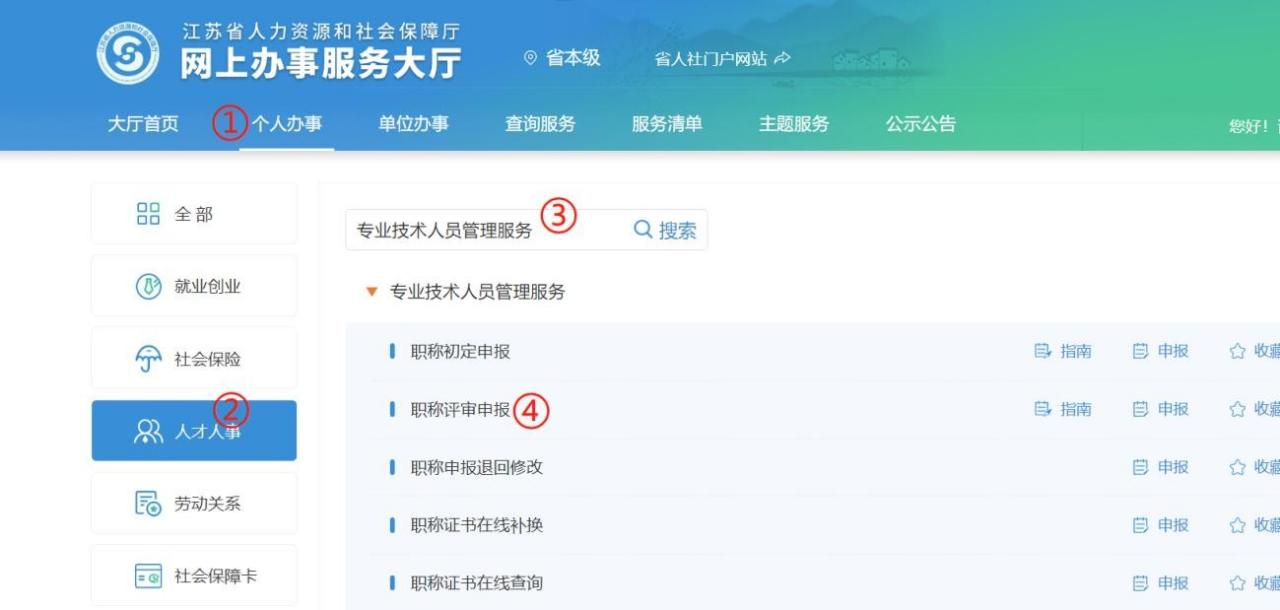 江苏省人力资源和社会保障厅
网上办事服务大厅
省本级
省人社门户网站
大厅首页 ① 个人办事 单位办事 查询服务 服务清单 主题服务 公示公告
您好！
全部
就业创业
社会保险
② 人才人事
劳动关系
社会保障卡
专业技术人员管理服务 ③ 搜索
专业技术人员管理服务
职称初定申报 指南 申报 收藏
职称评审申报 ④ 指南 申报 收藏
职称申报退回修改 申报 收藏
职称证书在线补换 申报 收藏
职称证书在线查询 申报 收藏